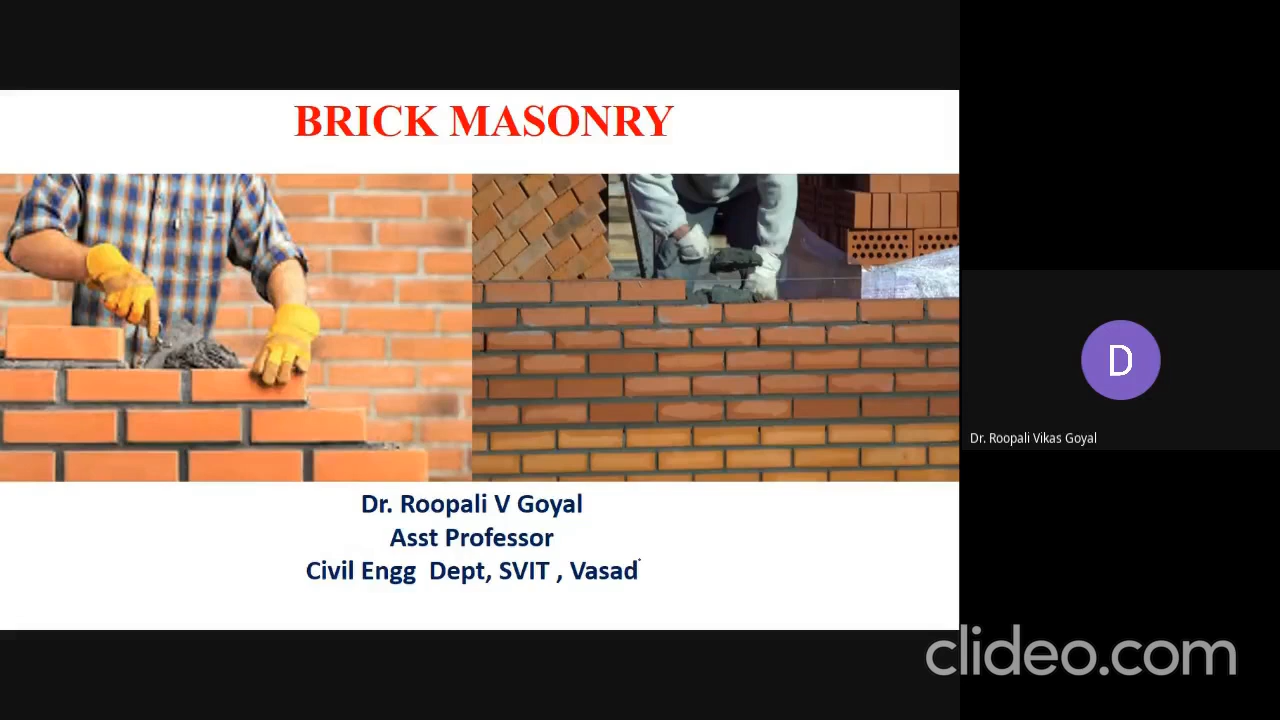 BRICK MASONRY
Dr. Roopali V Goyal
Asst Professor
Civil Engg Dept, SVIT , Vasad
D
Dr. Roopali Vikas Goyal
clideo.com